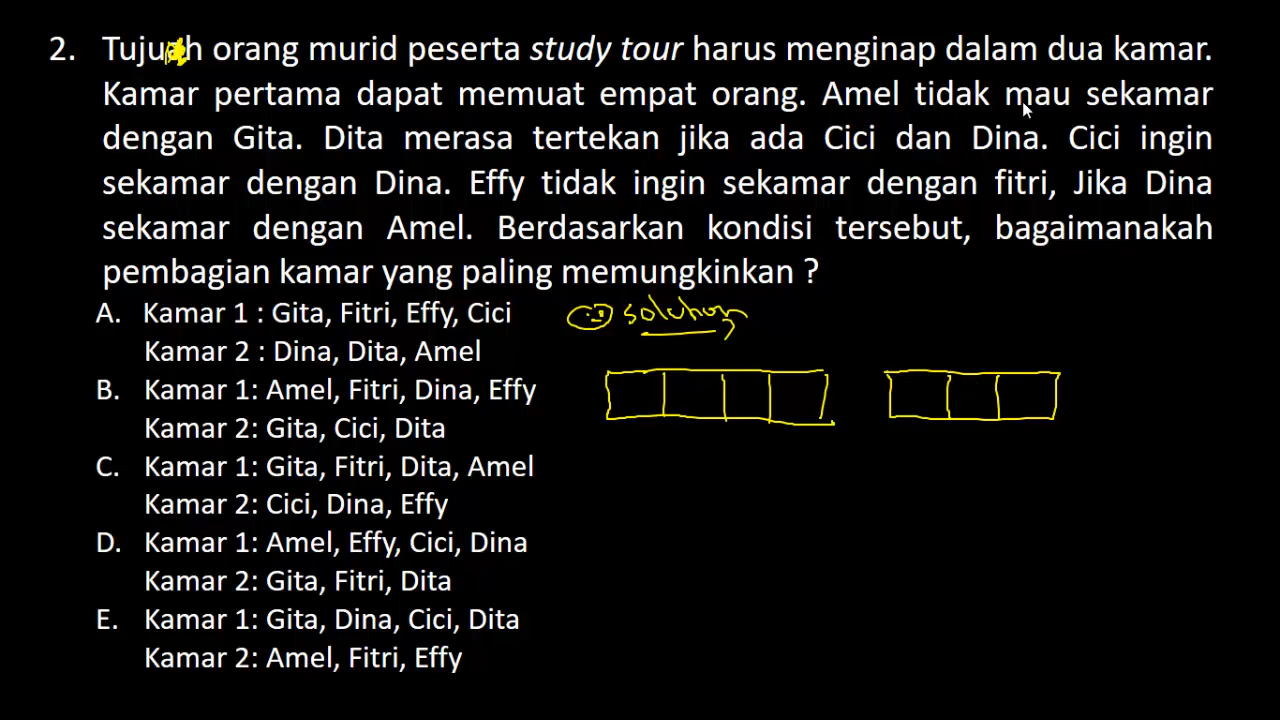 2. Tujuh orang murid peserta study tour harus menginap dalam dua kamar.
Kamar pertama dapat memuat empat orang. Amel tidak mau sekamar
dengan Gita. Dita merasa tertekan jika ada Cici dan Dina. Cici ingin
sekamar dengan Dina. Effy tidak ingin sekamar dengan fitri, Jika Dina
sekamar dengan Amel. Berdasarkan kondisi tersebut, bagaimanakah
pembagian kamar yang paling memungkinkan ?
A. Kamar 1 : Gita, Fitri, Effy, Cici
solution
Kamar 2 : Dina, Dita, Amel
B. Kamar 1: Amel, Fitri, Dina, Effy
Kamar 2: Gita, Cici, Dita
C. Kamar 1: Gita, Fitri, Dita, Amel
Kamar 2: Cici, Dina, Effy
D. Kamar 1: Amel, Effy, Cici, Dina
Kamar 2: Gita, Fitri, Dita
E. Kamar 1: Gita, Dina, Cici, Dita
Kamar 2: Amel, Fitri, Effy